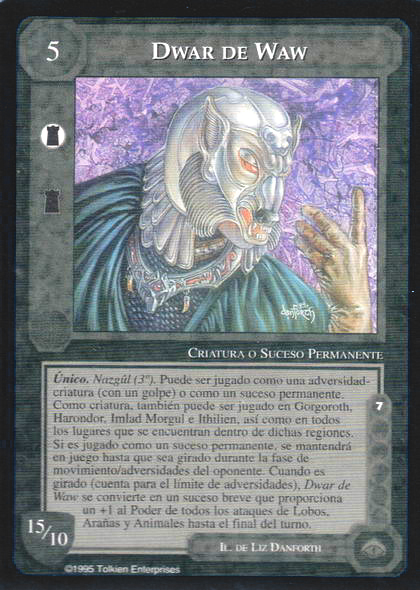 5
DWAR DE WAW
danforth
CRIATURA O SUCESO PERMANENTE
Único. Nazgûl (3º). Puede ser jugado como una adversidad-
criatura (con un golpe) o como un suceso permanente.
Como criatura, también puede ser jugado en Gorgoroth,
Harondor, Imlad Morgul e Ithilien, así como en todos
los lugares que se encuentran dentro de dichas regiones.
Si es jugado como un suceso permanente, se mantendrá
en juego hasta que sea girado durante la fase de
movimiento/adversidades del oponente. Cuando es
girado (cuenta para el límite de adversidades), Dwar de
Waw se convierte en un suceso breve que proporciona
un +1 al Poder de todos los ataques de Lobos,
Arañas y Animales hasta el final del turno.
7
15/10
IL. DE LIZ DANFORTH
©1995 Tolkien Enterprises